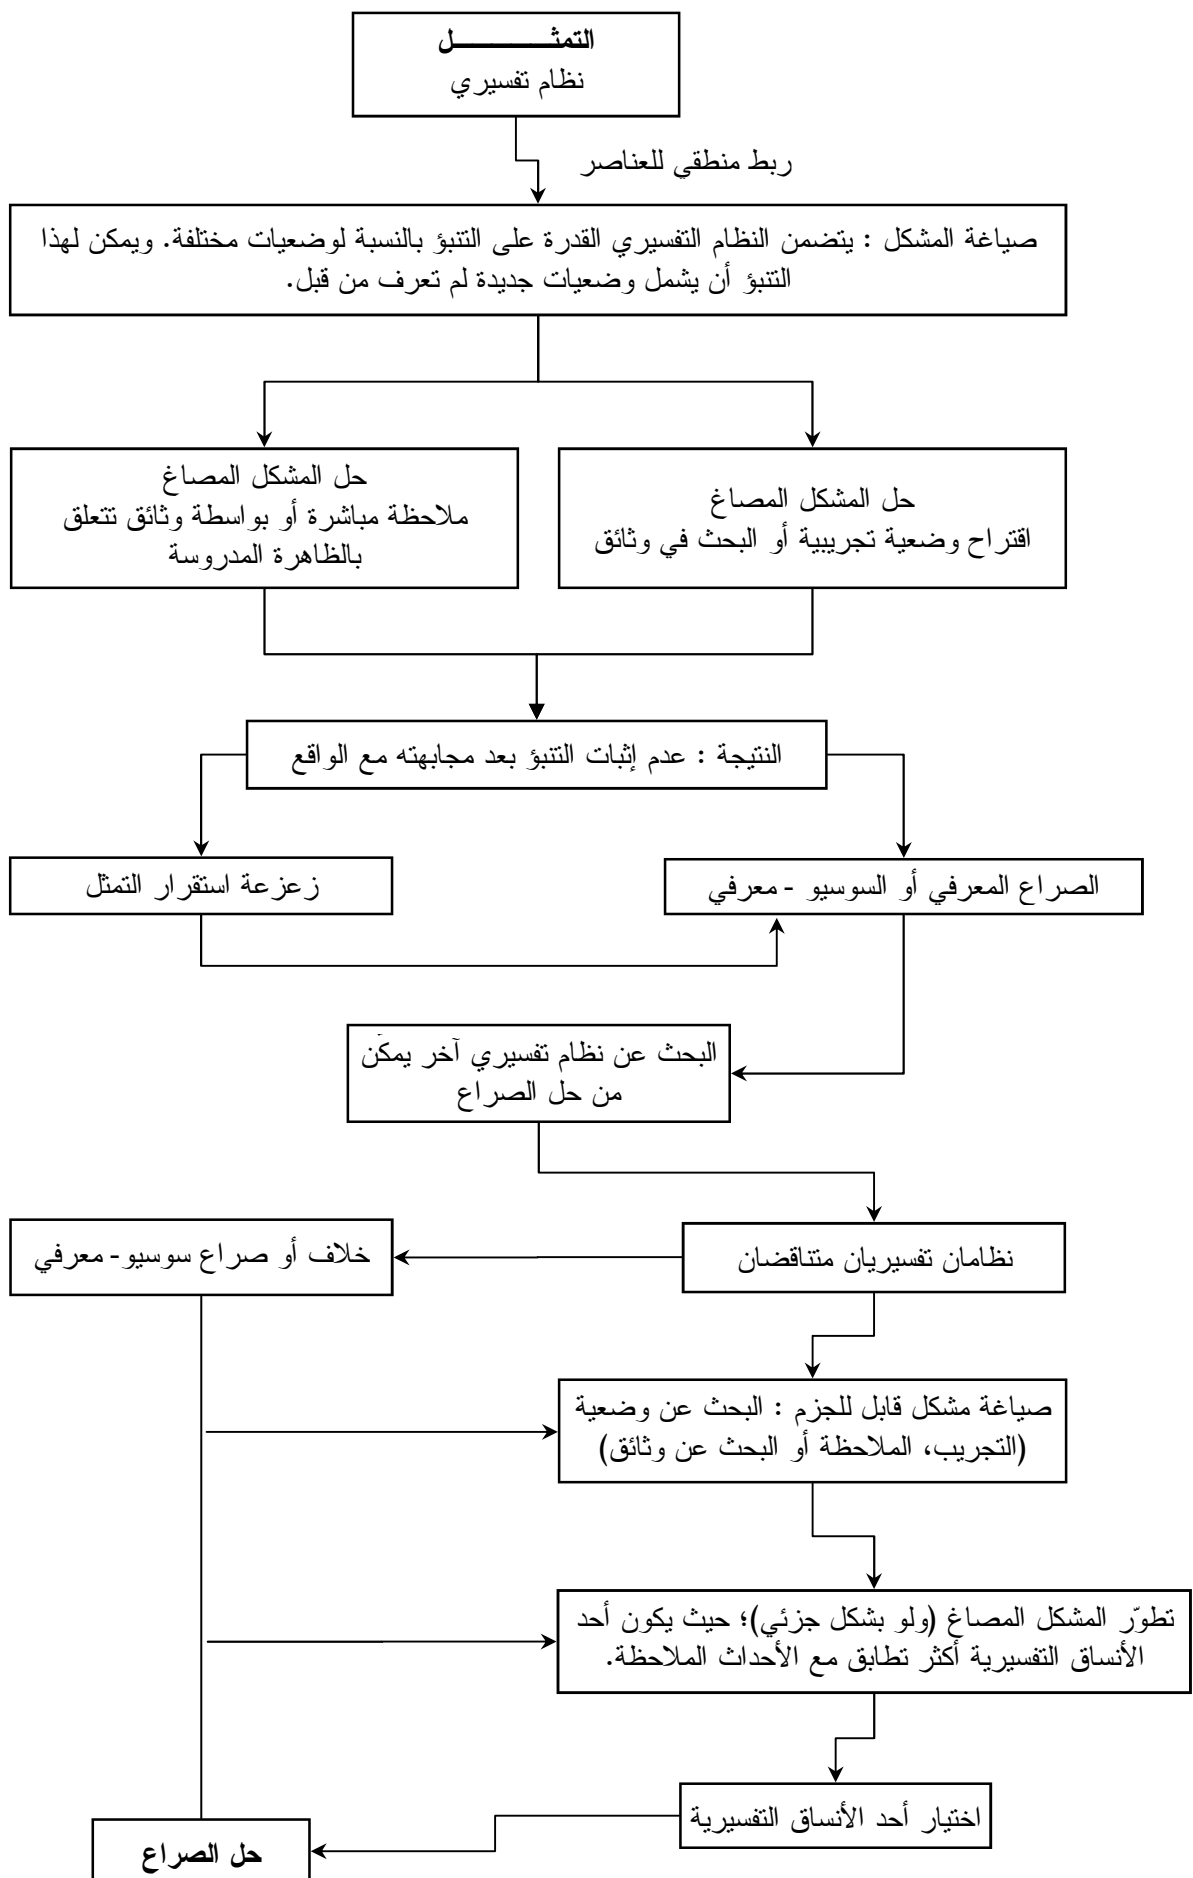 التمثــــــــــــل
نظام تفسيري
ربط منطقي للعناصر
صياغة المشكل : يتضمن النظام التفسيري القدرة على التنبؤ بالنسبة لوضعيات مختلفة. ويمكن لهذا
التنبؤ أن يشمل وضعيات جديدة لم تعرف من قبل.
حل المشكل المصاغ
اقتراح وضعية تجريبية أو البحث في وثائق
حل المشكل المصاغ
ملاحظة مباشرة أو بواسطة وثائق تتعلق
بالظاهرة المدروسة
النتيجة : عدم إثبات التنبؤ بعد مجابهته مع الواقع
الصراع المعرفي أو السوسيو - معرفي
زعزعة استقرار التمثل
البحث عن نظام تفسيري آخر يمكّن
من حل الصراع
نظامان تفسيريان متناقضان
خلاف أو صراع سوسيو- معرفي
صياغة مشكل قابل للجزم : البحث عن وضعية
(التجريب، الملاحظة أو البحث عن وثائق)
تطوّر المشكل المصاغ (ولو بشكل جزئي)؛ حيث يكون أحد
الأنساق التفسيرية أكثر تطابق مع الأحداث الملاحظة.
اختيار أحد الأنساق التفسيرية
حل الصراع